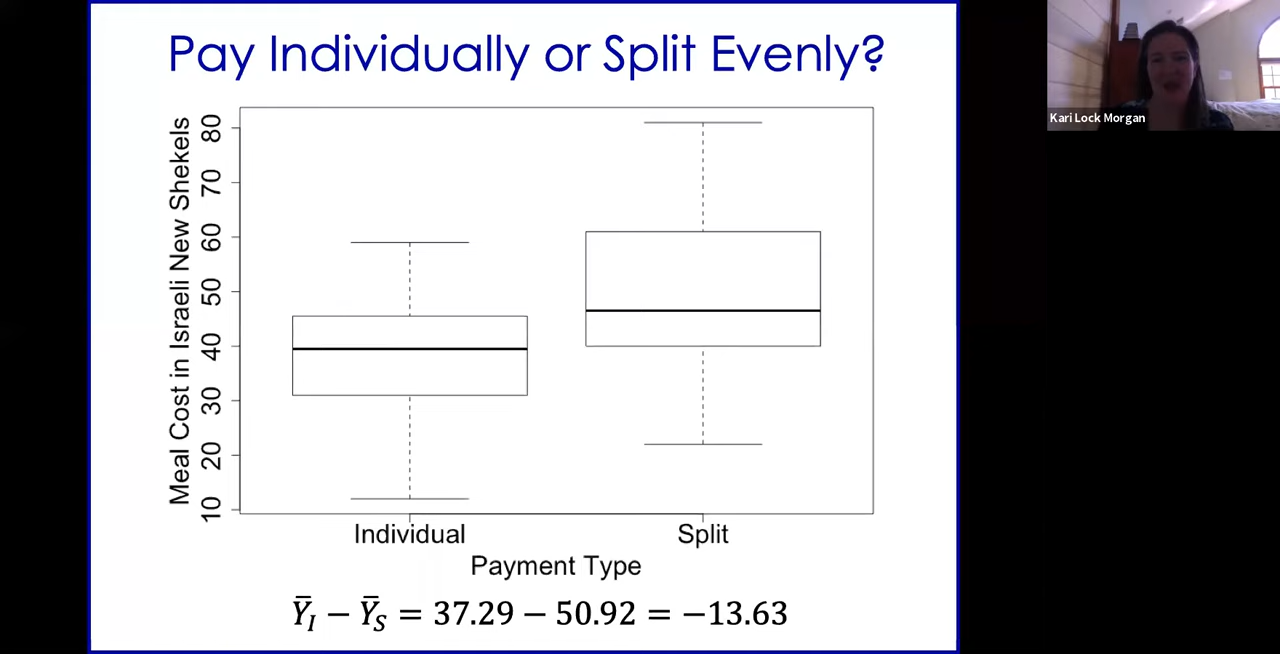 Pay Individually or Split Evenly?
Kari Lock Morgan
Meal Cost in Israeli New Shekels
80
70
60
50
40
30
20
10
Individual Split
Payment Type
Ȳ_I − Ȳ_S = 37.29 − 50.92 = −13.63